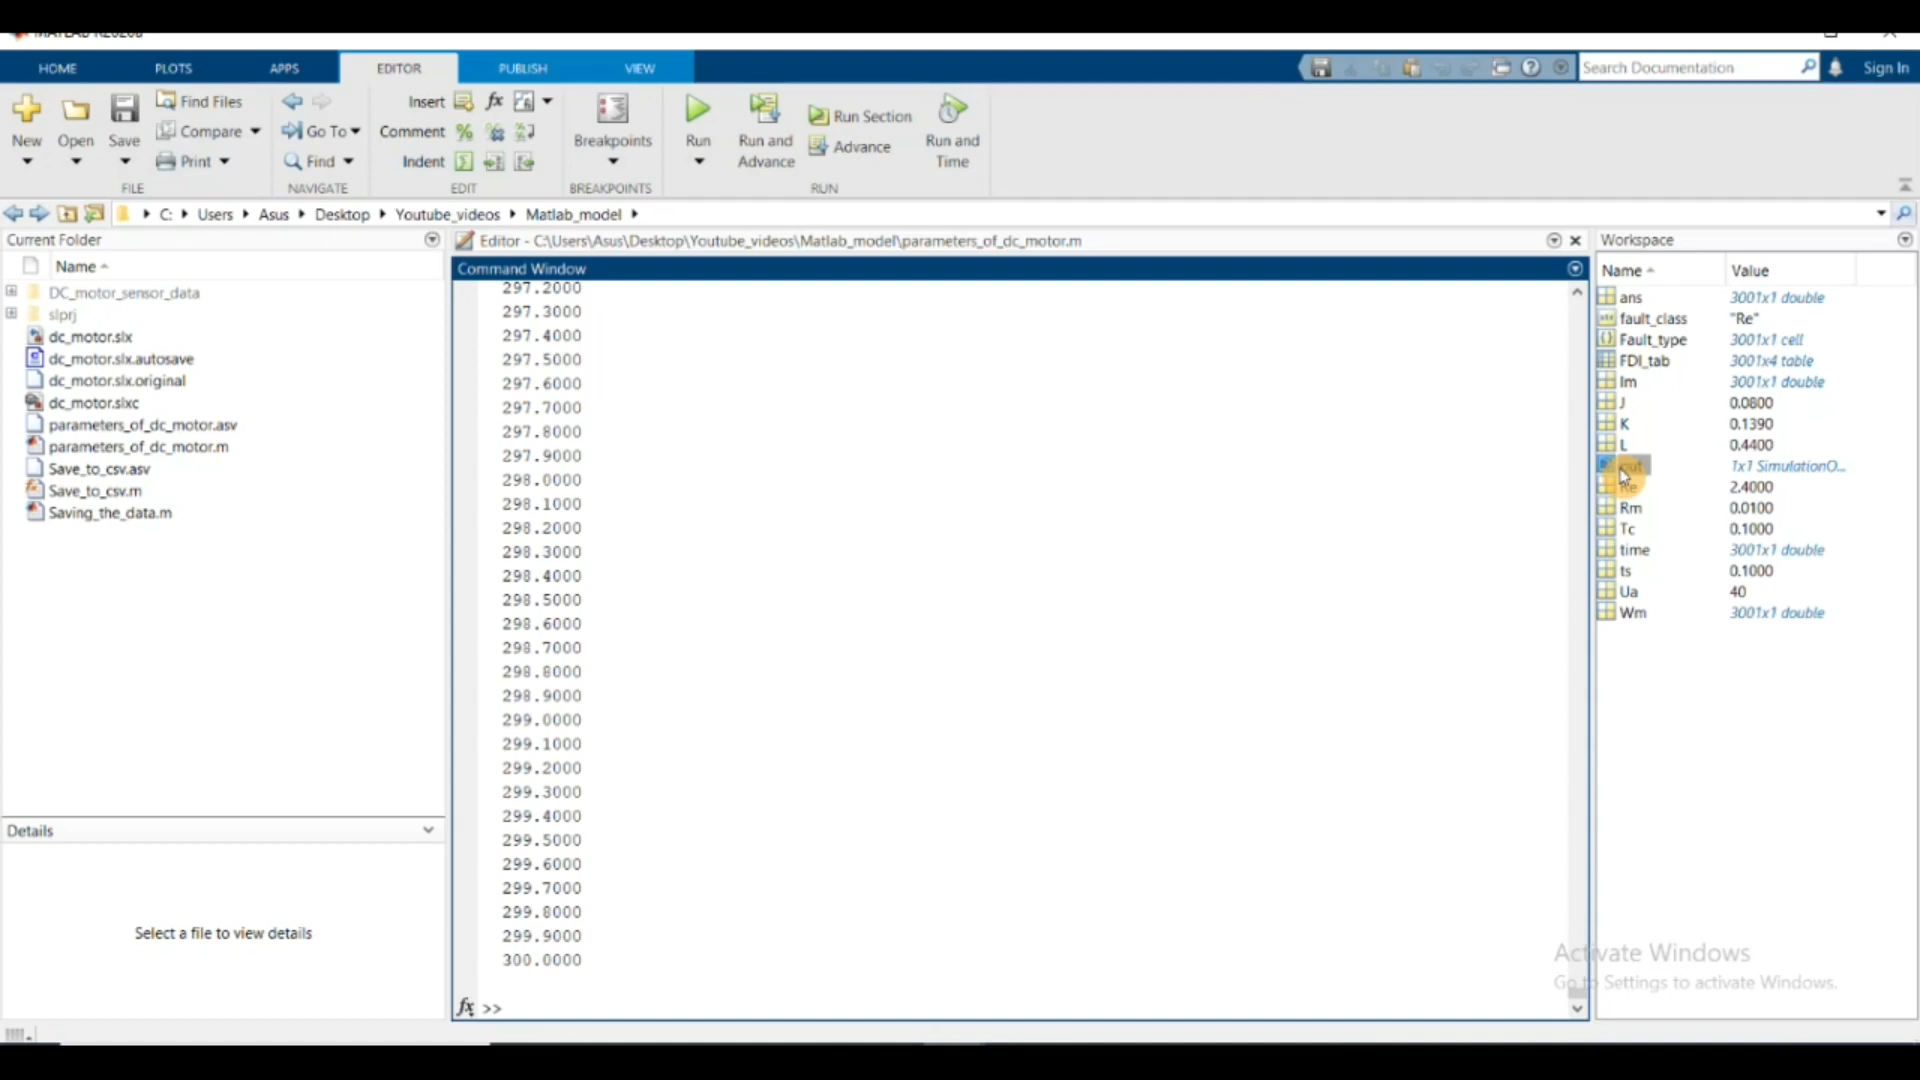 HOME PLOTS APPS EDITOR PUBLISH VIEW Search Documentation Sign In
New Open Save Find Files Compare Print FILE
Go To Find NAVIGATE
Insert fx Comment Indent EDIT
Breakpoints BREAKPOINTS
Run Run and Advance Run Section Advance Run and Time RUN
C: Users Asus Desktop Youtube_videos Matlab_model
Current Folder
Name
DC_motor_sensor_data
slprj
dc_motor.slx
dc_motor.slx.autosave
dc_motor.slx.original
dc_motor.slxc
parameters_of_dc_motor.asv
parameters_of_dc_motor.m
Save_to_csv.asv
Save_to_csv.m
Saving_the_data.m
Details
Select a file to view details
Editor - C:\Users\Asus\Desktop\Youtube_videos\Matlab_model\parameters_of_dc_motor.m
Command Window
297.2000
297.3000
297.4000
297.5000
297.6000
297.7000
297.8000
297.9000
298.0000
298.1000
298.2000
298.3000
298.4000
298.5000
298.6000
298.7000
298.8000
298.9000
299.0000
299.1000
299.2000
299.3000
299.4000
299.5000
299.6000
299.7000
299.8000
299.9000
300.0000
fx >>
Workspace
Name Value
ans 3001x1 double
fault_class "Re"
Fault_type 3001x1 cell
FDI_tab 3001x4 table
Im 3001x1 double
J 0.0800
K 0.1390
L 0.4400
out 1x1 SimulationO...
Re 2.4000
Rm 0.0100
Tc 0.1000
time 3001x1 double
ts 0.1000
Ua 40
Wm 3001x1 double
Activate Windows
Go to Settings to activate Windows.